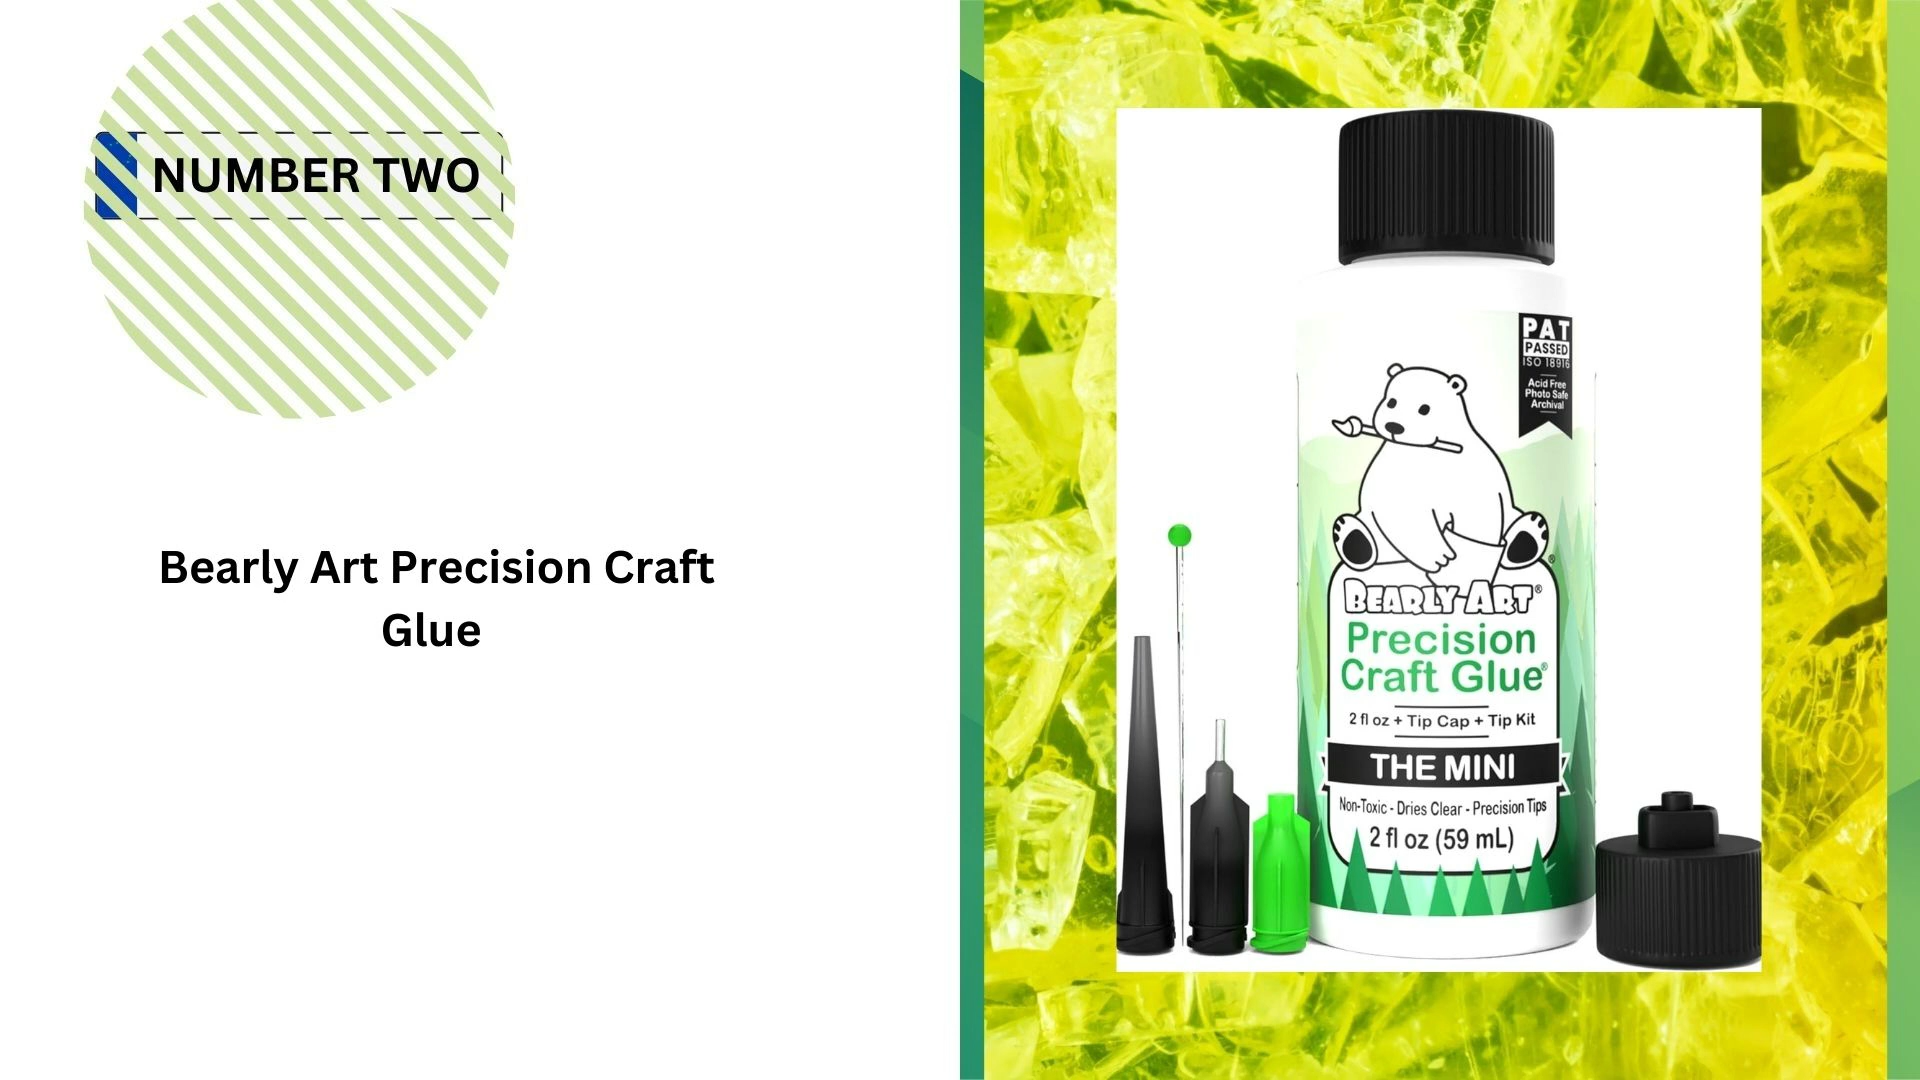 NUMBER TWO
Bearly Art Precision Craft
Glue
PAT
PASSED
ISO 18916
Acid Free
Photo Safe
Archival
BEARLY ART®
Precision
Craft Glue®
2 fl oz + Tip Cap + Tip Kit
THE MINI
Non-Toxic - Dries Clear - Precision Tips
2 fl oz (59 mL)